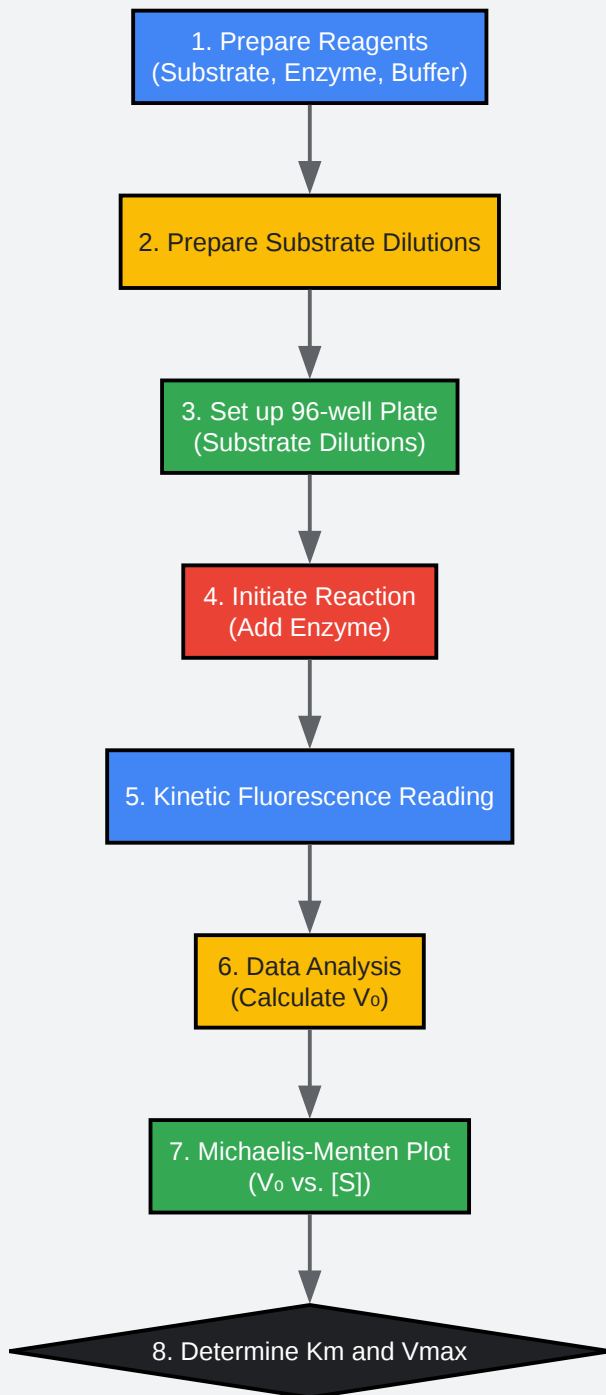 1. Prepare Reagents
(Substrate, Enzyme, Buffer)
2. Prepare Substrate Dilutions
3. Set up 96-well Plate
(Substrate Dilutions)
4. Initiate Reaction
(Add Enzyme)
5. Kinetic Fluorescence Reading
6. Data Analysis
(Calculate V₀)
7. Michaelis-Menten Plot
(V₀ vs. [S])
8. Determine Km and Vmax